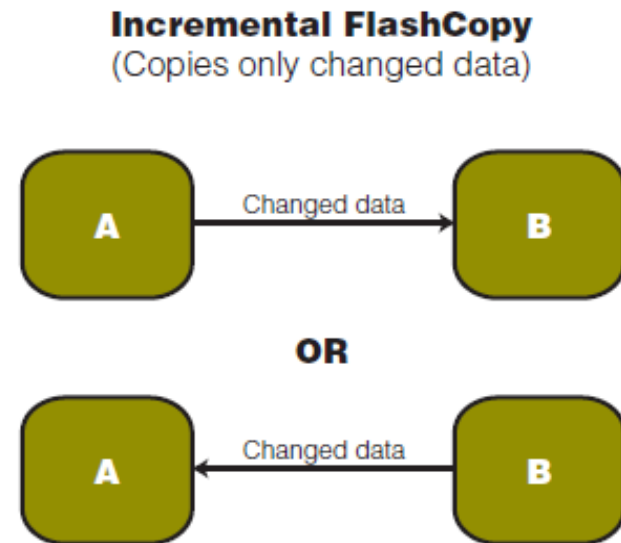 Incremental FlashCopy
(Copies only changed data)
A
Changed data
B
OR
A
Changed data
B